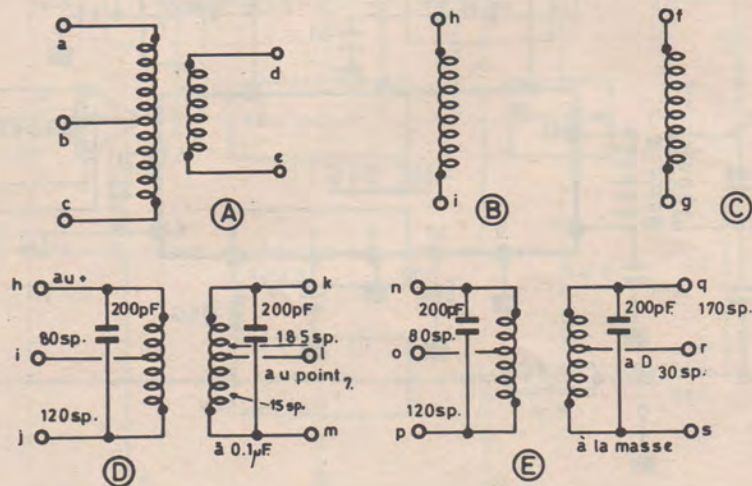 a
b
c
d
e
A
h
i
B
f
g
C
h au +
200pF
80sp.
i
120sp.
j
D
k
200pF
185sp.
l
au point 7.
15sp.
m
à 0.1µF.
n
200pF
80sp.
o
120sp.
p
E
q
200pF.
170sp.
r
a D
30sp.
s
à la masse